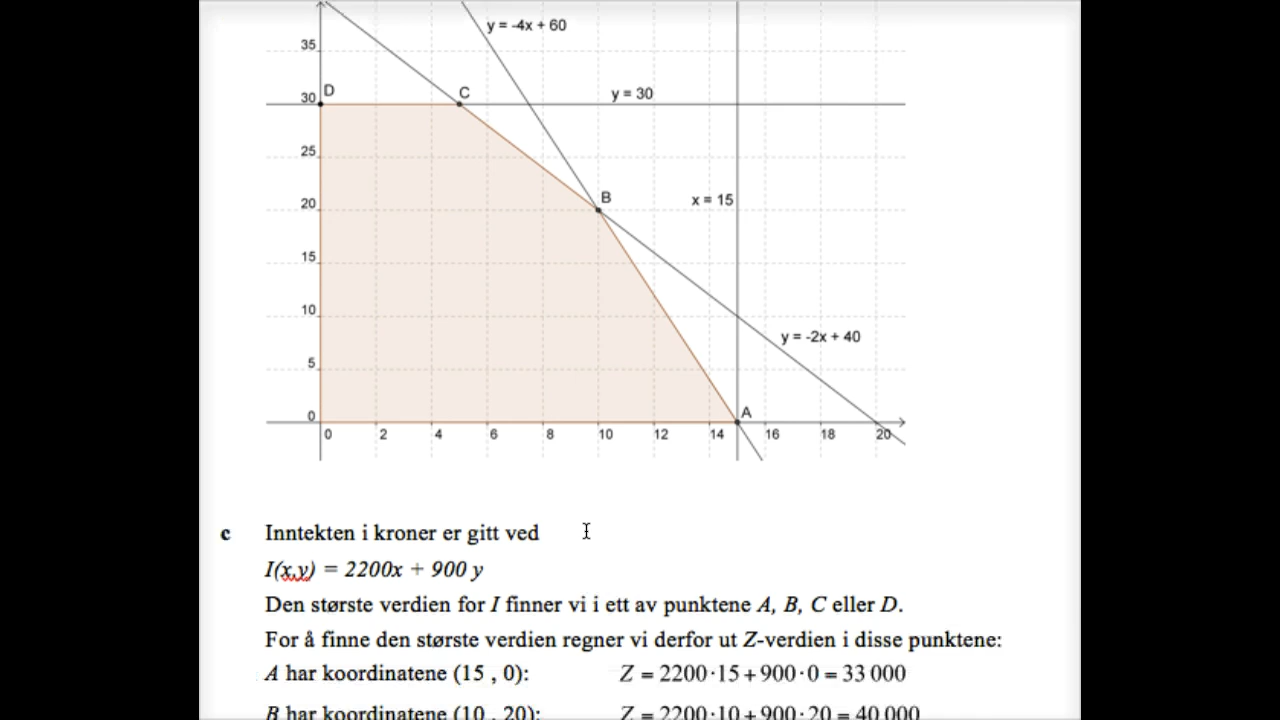 y = -4x + 60
35
D
C
30
y = 30
25
B
20
x = 15
15
10
y = -2x + 40
5
A
0
0 2 4 6 8 10 12 14 16 18 20
c Inntekten i kroner er gitt ved
I(x,y) = 2200x + 900 y
Den største verdien for I finner vi i ett av punktene A, B, C eller D.
For å finne den største verdien regner vi derfor ut Z-verdien i disse punktene:
A har koordinatene (15 , 0): Z = 2200·15 + 900·0 = 33 000
B har koordinatene (10 , 20): Z = 2200·10 + 900·20 = 40 000